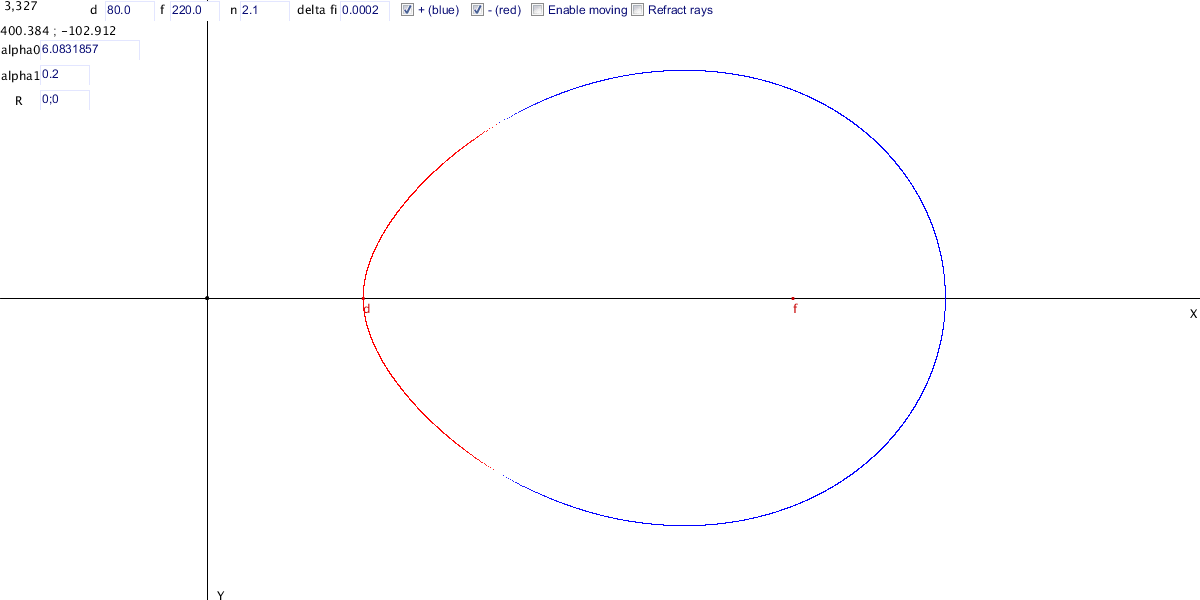 3,327 d 80.0 f 220.0 n 2.1 delta fi 0.0002 + (blue) - (red) Enable moving Refract rays
400.384 ; -102.912
alpha0 6.0831857
alpha1 0.2
R 0;0
d f
X
Y